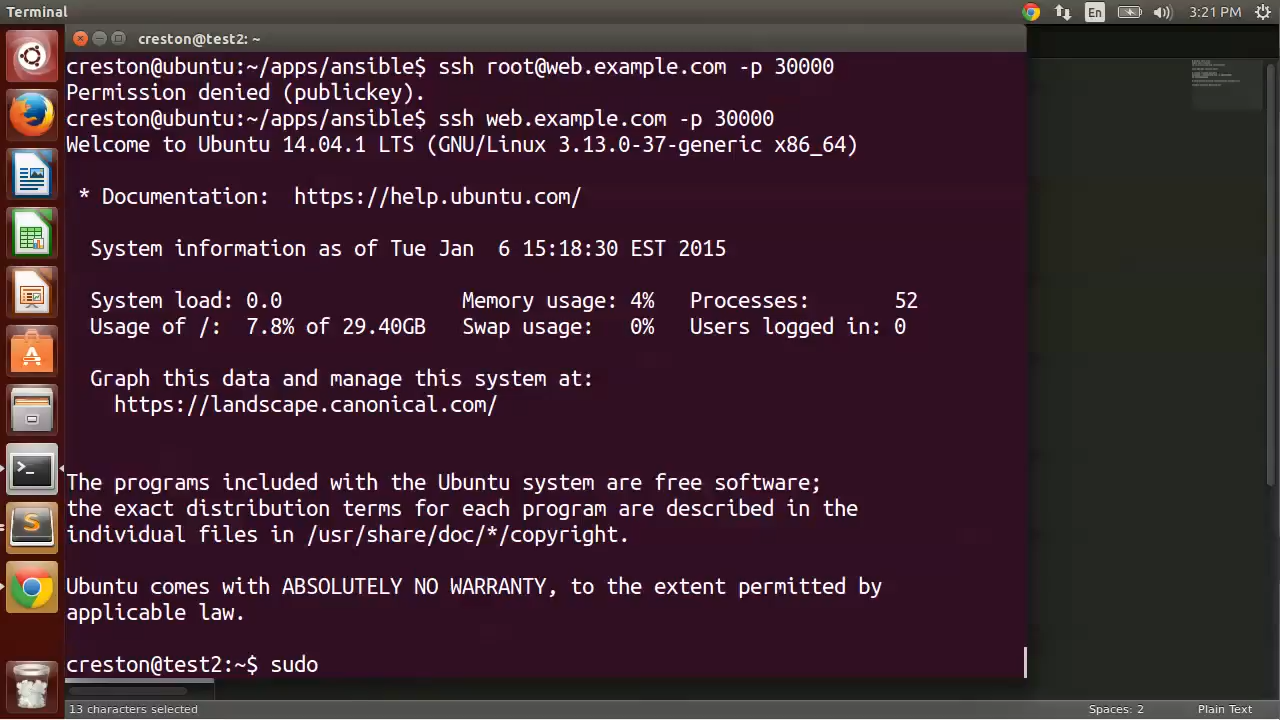 Terminal
En
3:21 PM
creston@test2: ~
creston@ubuntu:~/apps/ansible$ ssh root@web.example.com -p 30000
Permission denied (publickey).
creston@ubuntu:~/apps/ansible$ ssh web.example.com -p 30000
Welcome to Ubuntu 14.04.1 LTS (GNU/Linux 3.13.0-37-generic x86_64)
* Documentation:  https://help.ubuntu.com/
System information as of Tue Jan  6 15:18:30 EST 2015
System load: 0.0 Memory usage: 4% Processes: 52
Usage of /: 7.8% of 29.40GB Swap usage: 0% Users logged in: 0
Graph this data and manage this system at:
https://landscape.canonical.com/
The programs included with the Ubuntu system are free software;
the exact distribution terms for each program are described in the
individual files in /usr/share/doc/*/copyright.
Ubuntu comes with ABSOLUTELY NO WARRANTY, to the extent permitted by
applicable law.
creston@test2:~$ sudo
13 characters selected
Spaces: 2
Plain Text